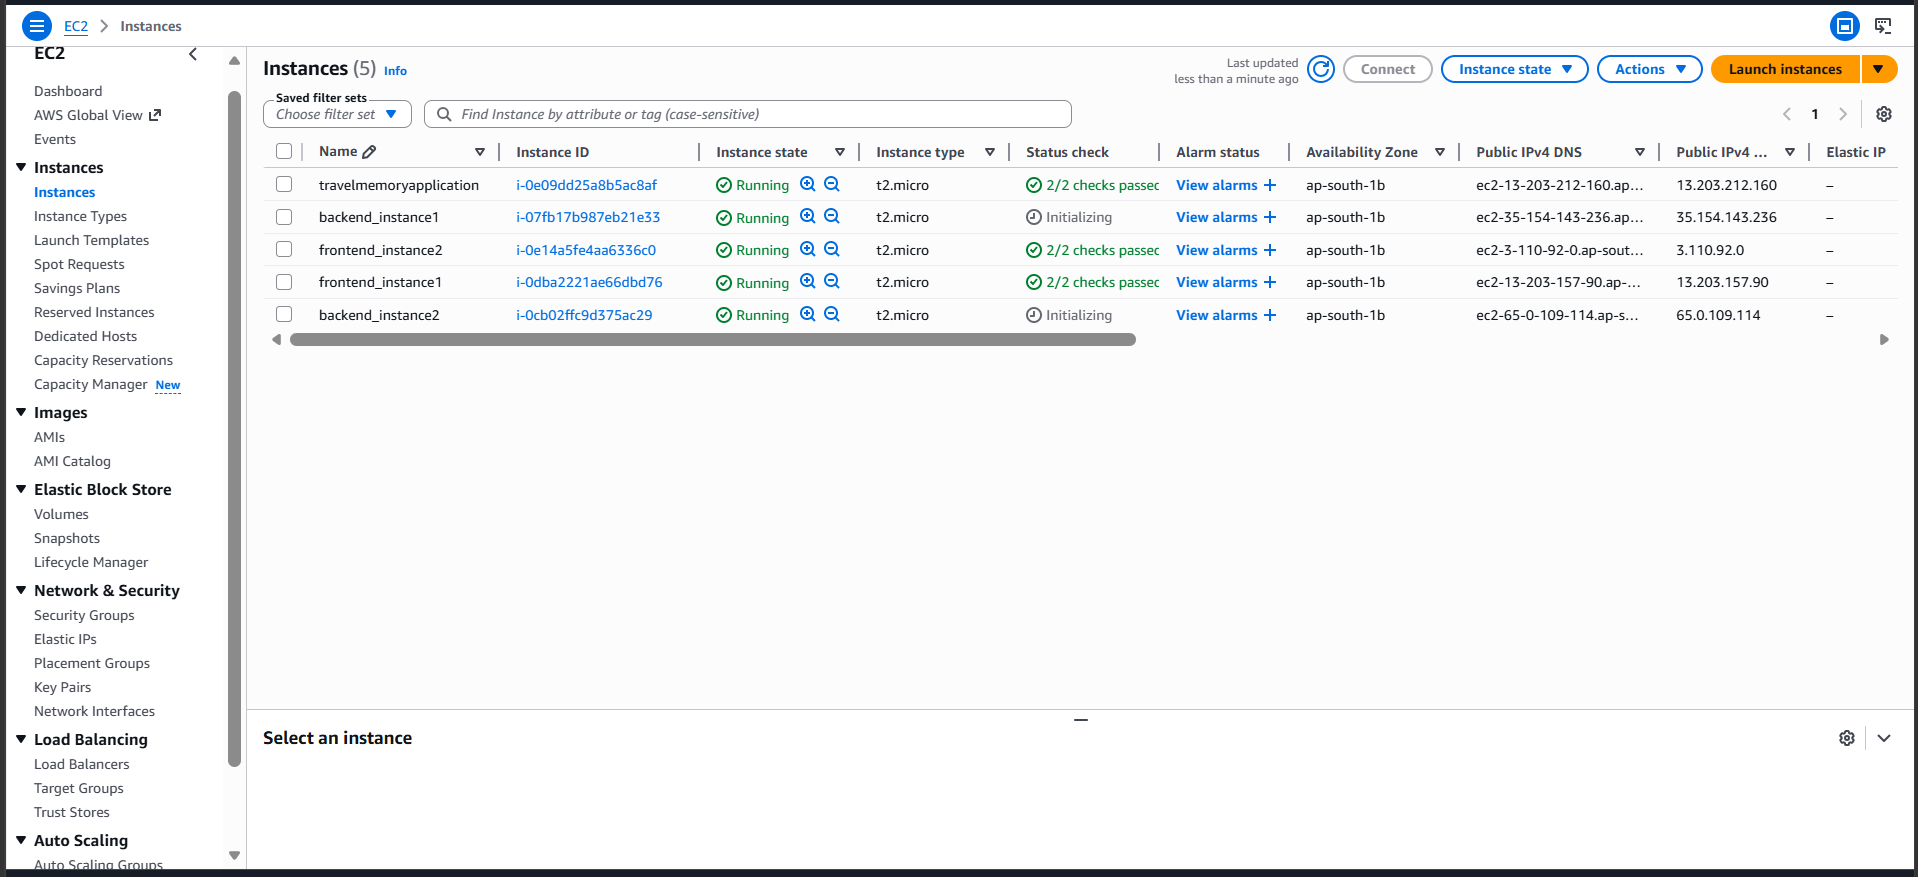 EC2 > Instances
EC2
Dashboard
AWS Global View
Events
Instances
Instances
Instance Types
Launch Templates
Spot Requests
Savings Plans
Reserved Instances
Dedicated Hosts
Capacity Reservations
Capacity Manager New
Images
AMIs
AMI Catalog
Elastic Block Store
Volumes
Snapshots
Lifecycle Manager
Network & Security
Security Groups
Elastic IPs
Placement Groups
Key Pairs
Network Interfaces
Load Balancing
Load Balancers
Target Groups
Trust Stores
Auto Scaling
Auto Scaling Groups
Instances (5) Info
Last updated
less than a minute ago
Connect
Instance state
Actions
Launch instances
Saved filter sets
Choose filter set
Find Instance by attribute or tag (case-sensitive)
1
Name Instance ID Instance state Instance type Status check Alarm status Availability Zone Public IPv4 DNS Public IPv4 ... Elastic IP
travelmemoryapplication i-0e09dd25a8b5ac8af Running t2.micro 2/2 checks passed View alarms + ap-south-1b ec2-13-203-212-160.ap... 13.203.212.160 –
backend_instance1 i-07fb17b987eb21e33 Running t2.micro Initializing View alarms + ap-south-1b ec2-35-154-143-236.ap... 35.154.143.236 –
frontend_instance2 i-0e14a5fe4aa6336c0 Running t2.micro 2/2 checks passed View alarms + ap-south-1b ec2-3-110-92-0.ap-sout... 3.110.92.0 –
frontend_instance1 i-0dba2221ae66dbd76 Running t2.micro 2/2 checks passed View alarms + ap-south-1b ec2-13-203-157-90.ap-... 13.203.157.90 –
backend_instance2 i-0cb02ffc9d375ac29 Running t2.micro Initializing View alarms + ap-south-1b ec2-65-0-109-114.ap-s... 65.0.109.114 –
Select an instance